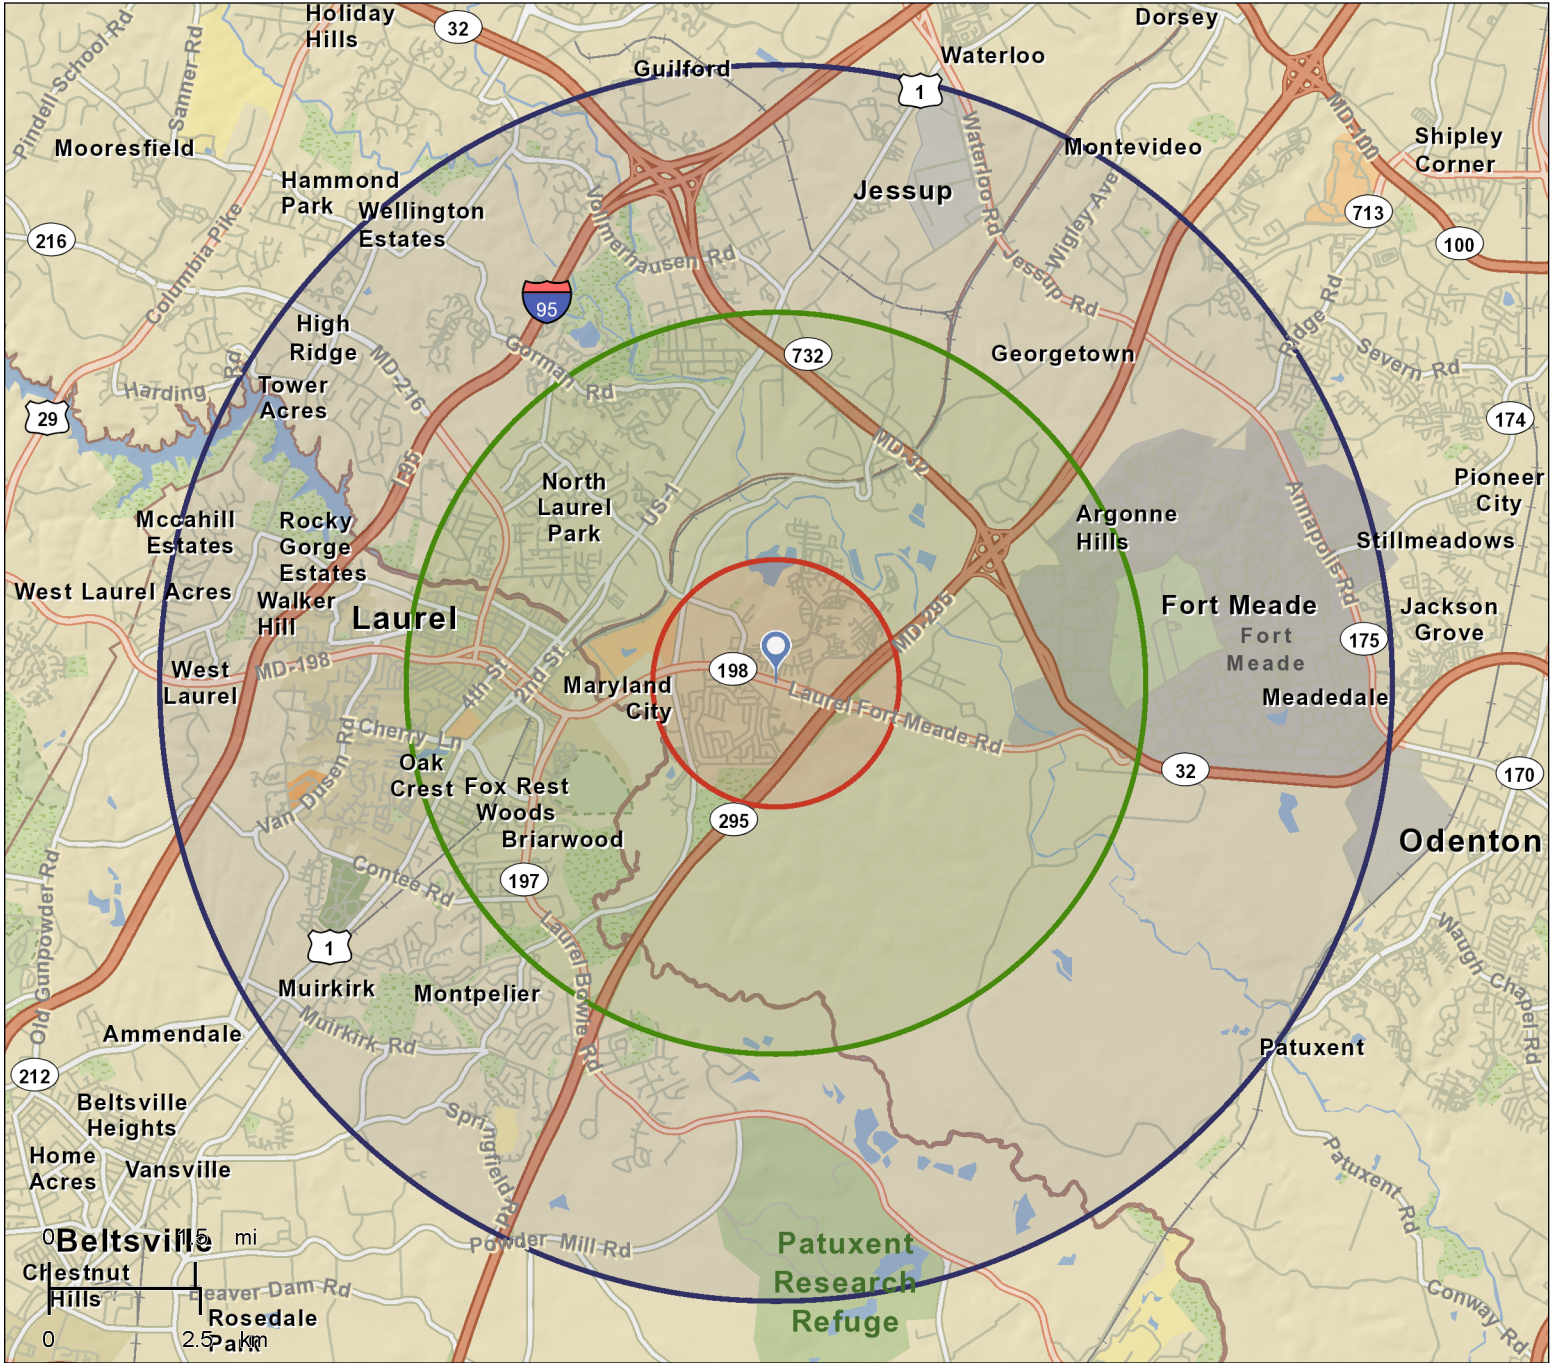 Holiday
Hills
32
Dorsey
Pindell School Rd
Sanner Rd
Guilford
Waterloo
1
MD-100
Mooresfield
Waterloo Rd
Montevideo
Shipley
Corner
Hammond
Park
Wellington
Estates
Jessup
Wigley Ave
713
216
Columbia Pike
Vollmerhausen Rd
100
Jessup Rd
95
High
Ridge
Gorman Rd
732
Georgetown
Ridge Rd
Severn Rd
MD-216
Harding Rd
Tower
Acres
29
174
I-95
MD-32
Pioneer
City
North
Laurel
Park
US-1
Annapolis Rd
Mccahill
Estates
Rocky
Gorge
Estates
Argonne
Hills
Stillmeadows
West Laurel Acres
Walker
Hill
Laurel
MD-295
Fort Meade
Fort
Meade
Jackson
Grove
175
West
Laurel
MD-198
4th St
2nd St
Maryland
City
198
Laurel Fort Meade Rd
Meadedale
Cherry Ln
Van Dusen Rd
Oak
Crest
Fox Rest
Woods
32
170
295
Briarwood
Odenton
Old Gunpowder Rd
Contee Rd
197
1
Laurel Bowie Rd
Waugh Chapel Rd
Muirkirk
Montpelier
Muirkirk Rd
Ammendale
Patuxent
212
Beltsville
Heights
Springfield Rd
Home
Acres
Vansville
Patuxent Rd
0 1.5 mi
Beltsville
Powder Mill Rd
Patuxent
Research
Refuge
Chestnut
Hills
Beaver Dam Rd
Conway Rd
Rosedale
Park
0 2.5 km